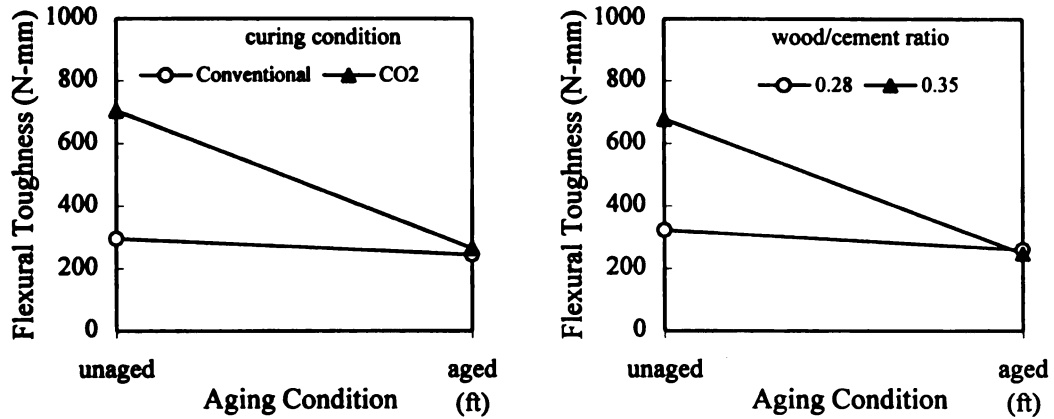 Flexural Toughness (N-mm)
1000
800
600
400
200
0
curing condition
Conventional CO2
unaged aged
Aging Condition (ft)
Flexural Toughness (N-mm)
1000
800
600
400
200
0
wood/cement ratio
0.28 0.35
unaged aged
Aging Condition (ft)